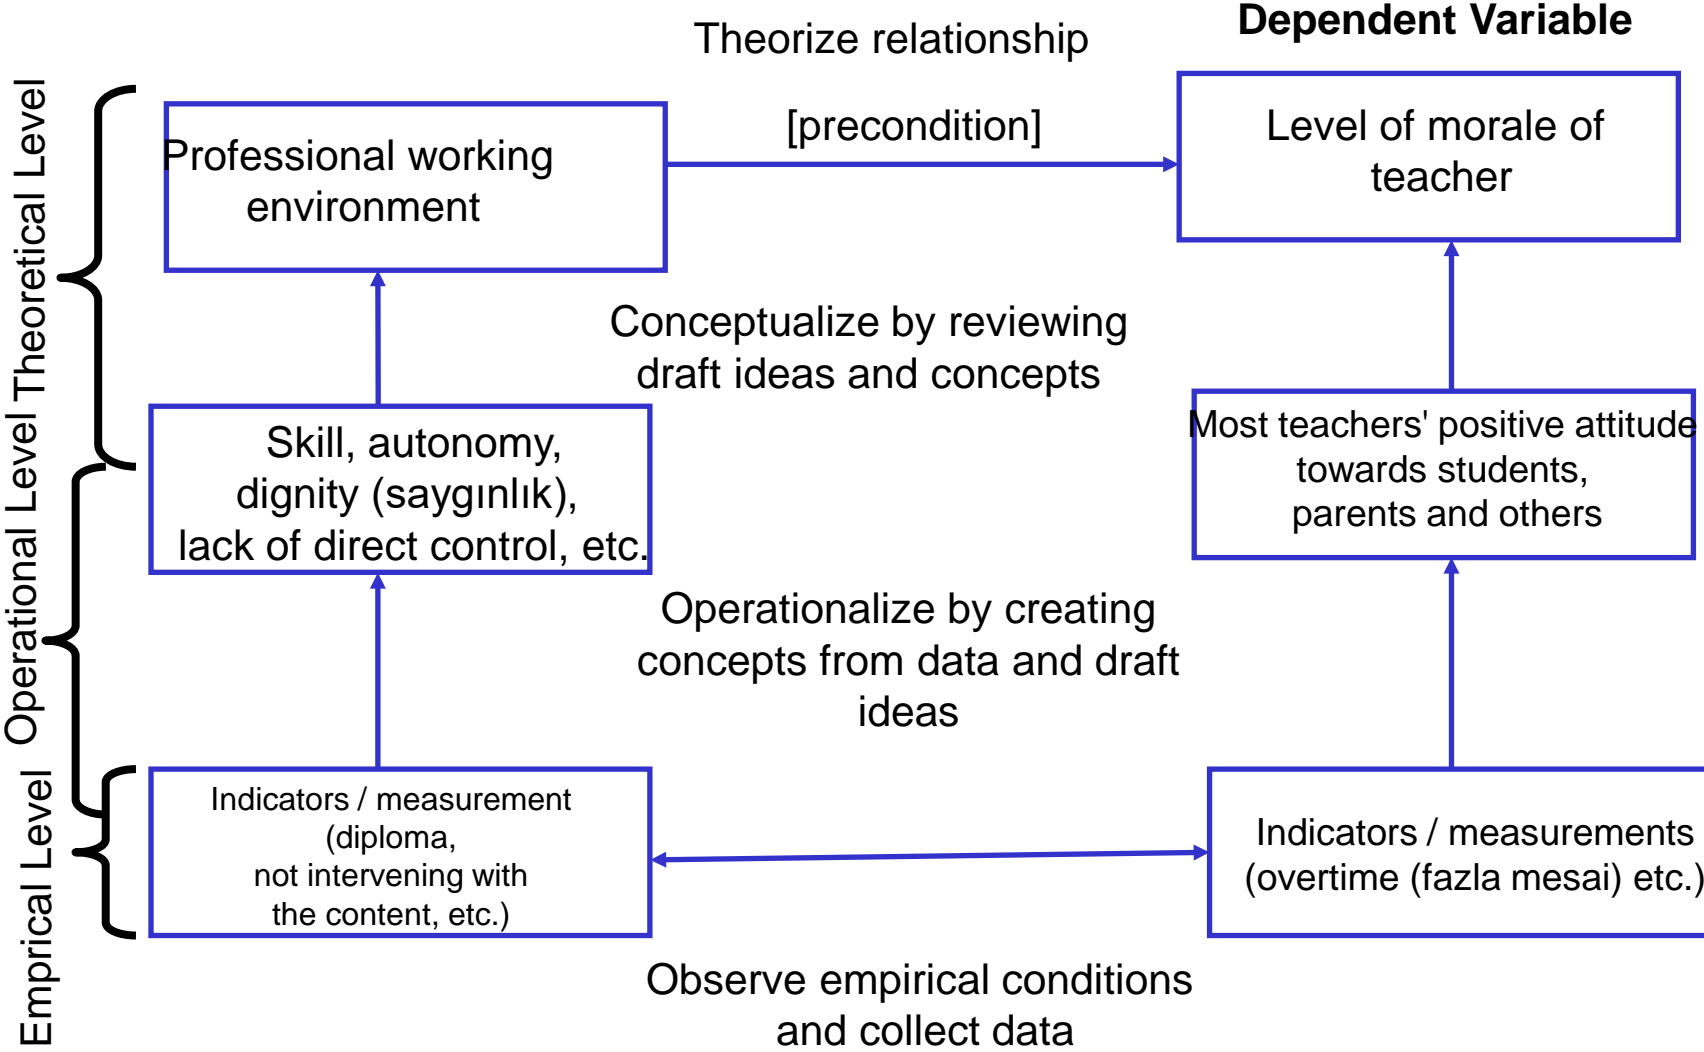 Dependent Variable
Theorize relationship
[precondition]
Theoretical Level
Professional working
environment
Level of morale of
teacher
Conceptualize by reviewing
draft ideas and concepts
Operational Level
Skill, autonomy,
dignity (saygınlık),
lack of direct control, etc.
Most teachers' positive attitude
towards students,
parents and others
Operationalize by creating
concepts from data and draft
ideas
Emprical Level
Indicators / measurement
(diploma,
not intervening with
the content, etc.)
Indicators / measurements
(overtime (fazla mesai) etc.)
Observe empirical conditions
and collect data